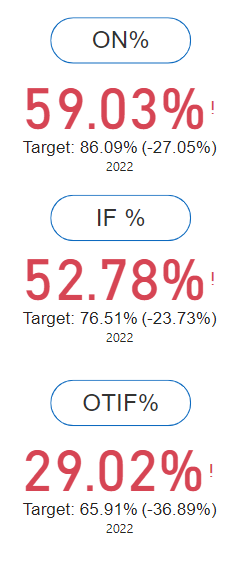 ON%
59.03%!
Target: 86.09% (-27.05%)
2022
IF %
52.78%!
Target: 76.51% (-23.73%)
2022
OTIF%
29.02%!
Target: 65.91% (-36.89%)
2022